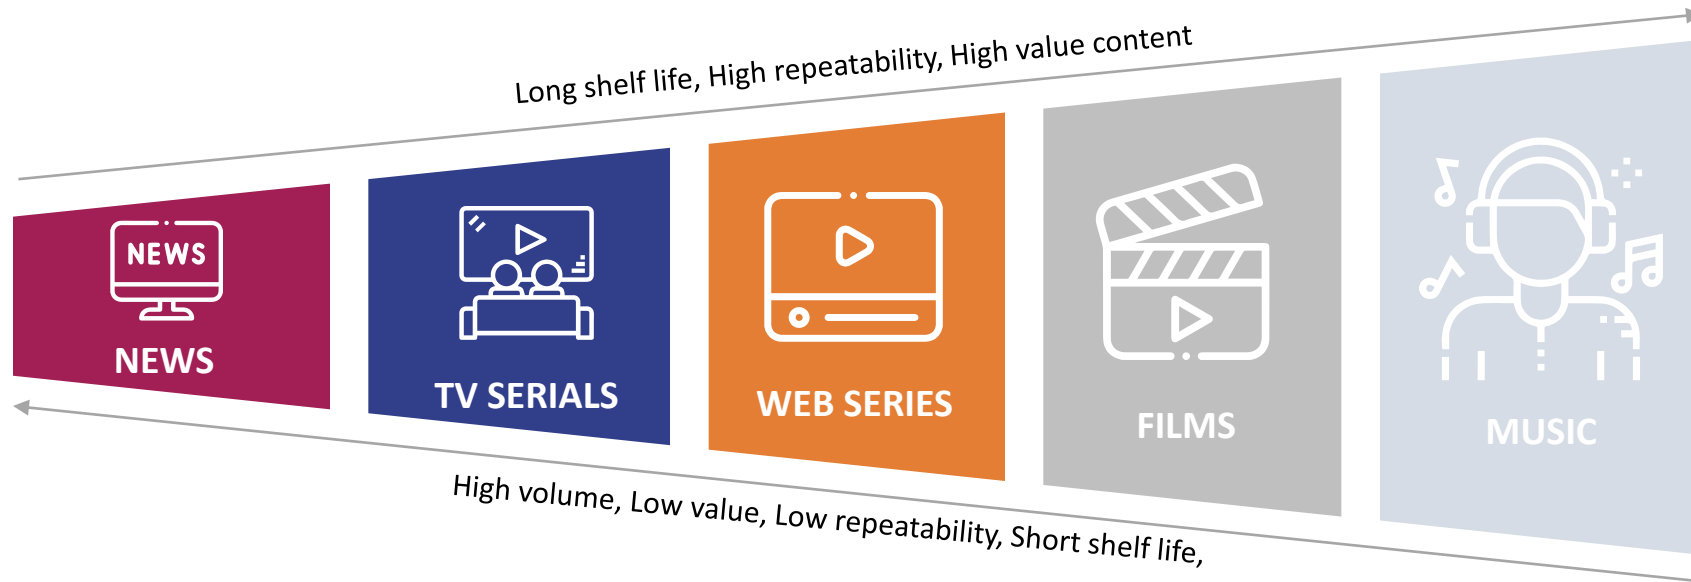 Long shelf life, High repeatability, High value content
NEWS
NEWS
TV SERIALS
WEB SERIES
FILMS
MUSIC
High volume, Low value, Low repeatability, Short shelf life,